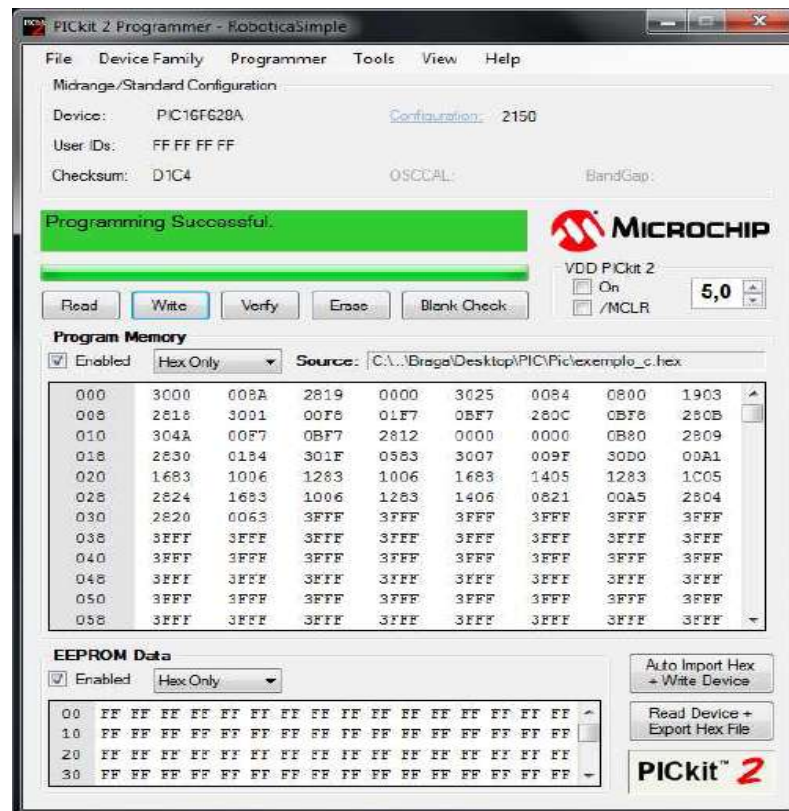 PICkit 2 Programmer - RoboticaSimple
File Device Family Programmer Tools View Help
Midrange/Standard Configuration
Device: PIC16F628A Configuration: 2150
User IDs: FF FF FF FF
Checksum: D1C4 OSCCAL: BandGap:
Programming Successful.
MICROCHIP
VDD PICkit 2
On
/MCLR
5,0
Read Write Verify Erase Blank Check
Program Memory
Enabled Hex Only Source: C:\...\Braga\Desktop\PIC\Pic\exemplo_c.hex
000 3000 008A 2819 0000 3025 0084 0800 1903
008 2818 3001 00F8 01F7 0BF7 280C 0BF8 280B
010 304A 00F7 0BF7 2812 0000 0000 0B80 2809
018 2830 0184 301F 0583 3007 009F 30D0 00A1
020 1683 1006 1283 1006 1683 1405 1283 1C05
028 2824 1683 1006 1283 1406 0821 00A5 2804
030 2820 0063 3FFF 3FFF 3FFF 3FFF 3FFF 3FFF
038 3FFF 3FFF 3FFF 3FFF 3FFF 3FFF 3FFF 3FFF
040 3FFF 3FFF 3FFF 3FFF 3FFF 3FFF 3FFF 3FFF
048 3FFF 3FFF 3FFF 3FFF 3FFF 3FFF 3FFF 3FFF
050 3FFF 3FFF 3FFF 3FFF 3FFF 3FFF 3FFF 3FFF
058 3FFF 3FFF 3FFF 3FFF 3FFF 3FFF 3FFF 3FFF
EEPROM Data
Enabled Hex Only
00 FF FF FF FF FF FF FF FF FF FF FF FF FF FF FF FF
10 FF FF FF FF FF FF FF FF FF FF FF FF FF FF FF FF
20 FF FF FF FF FF FF FF FF FF FF FF FF FF FF FF FF
30 FF FF FF FF FF FF FF FF FF FF FF FF FF FF FF FF
Auto Import Hex
+ Write Device
Read Device +
Export Hex File
PICkit™ 2